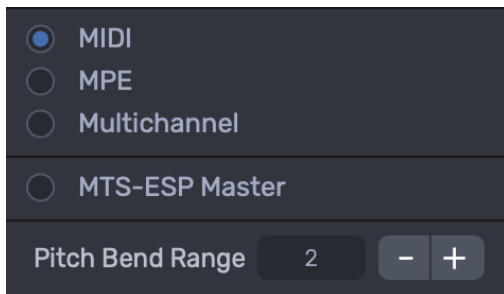 MIDI
MPE
Multichannel
MTS-ESP Master
Pitch Bend Range 2 - +